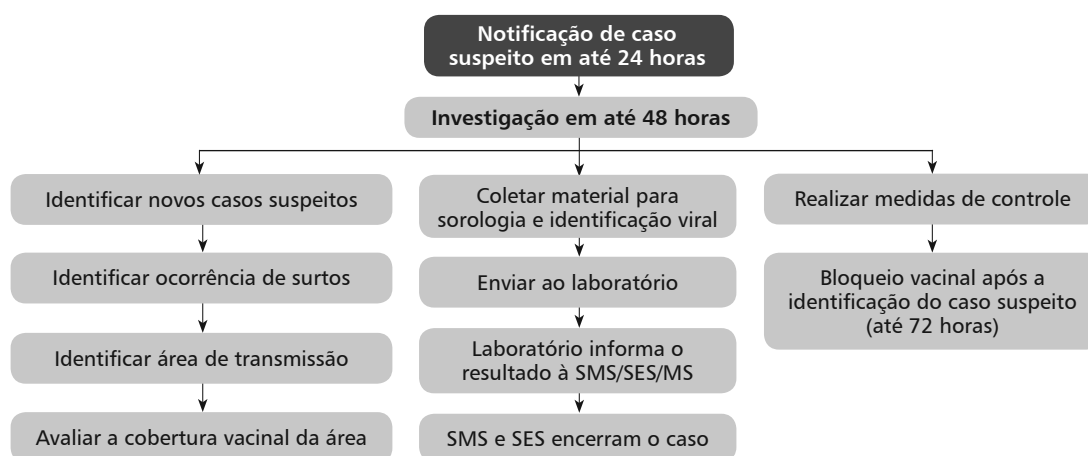 Notificação de caso
suspeito em até 24 horas
Investigação em até 48 horas
Identificar novos casos suspeitos
Identificar ocorrência de surtos
Identificar área de transmissão
Avaliar a cobertura vacinal da área
Coletar material para
sorologia e identificação viral
Enviar ao laboratório
Laboratório informa o
resultado à SMS/SES/MS
SMS e SES encerram o caso
Realizar medidas de controle
Bloqueio vacinal após a
identificação do caso suspeito
(até 72 horas)